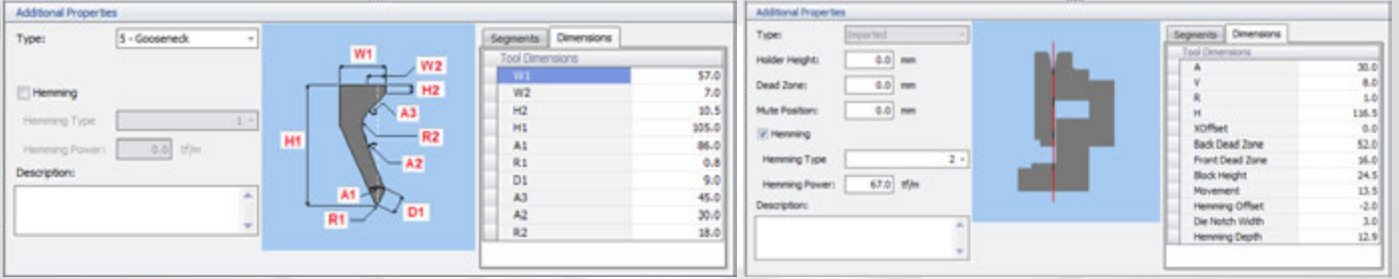 Additional Properties
Type:
5 - Gooseneck
Hemming
Hemming Type
1
Hemming Power:
0.0
tf/m
Description:
W1
W2
H2
A3
R2
H1
A2
A1
D1
R1
Segments
Dimensions
Tool Dimensions
W1 57.0
W2 7.0
H2 10.5
H1 105.0
A1 86.0
R1 0.8
D1 9.0
A3 45.0
A2 30.0
R2 18.0
Additional Properties
Type:
Imported
Holder Height:
0.0 mm
Dead Zone:
0.0 mm
Mute Position:
0.0 mm
Hemming
Hemming Type
2
Hemming Power:
67.0 tf/m
Description:
Segments
Dimensions
Tool Dimensions
A 30.0
V 8.0
R 1.0
H 116.5
XOffset 0.0
Back Dead Zone 52.0
Front Dead Zone 16.0
Block Height 24.5
Movement 13.5
Hemming Offset -2.0
Die Notch Width 3.0
Hemming Depth 12.9